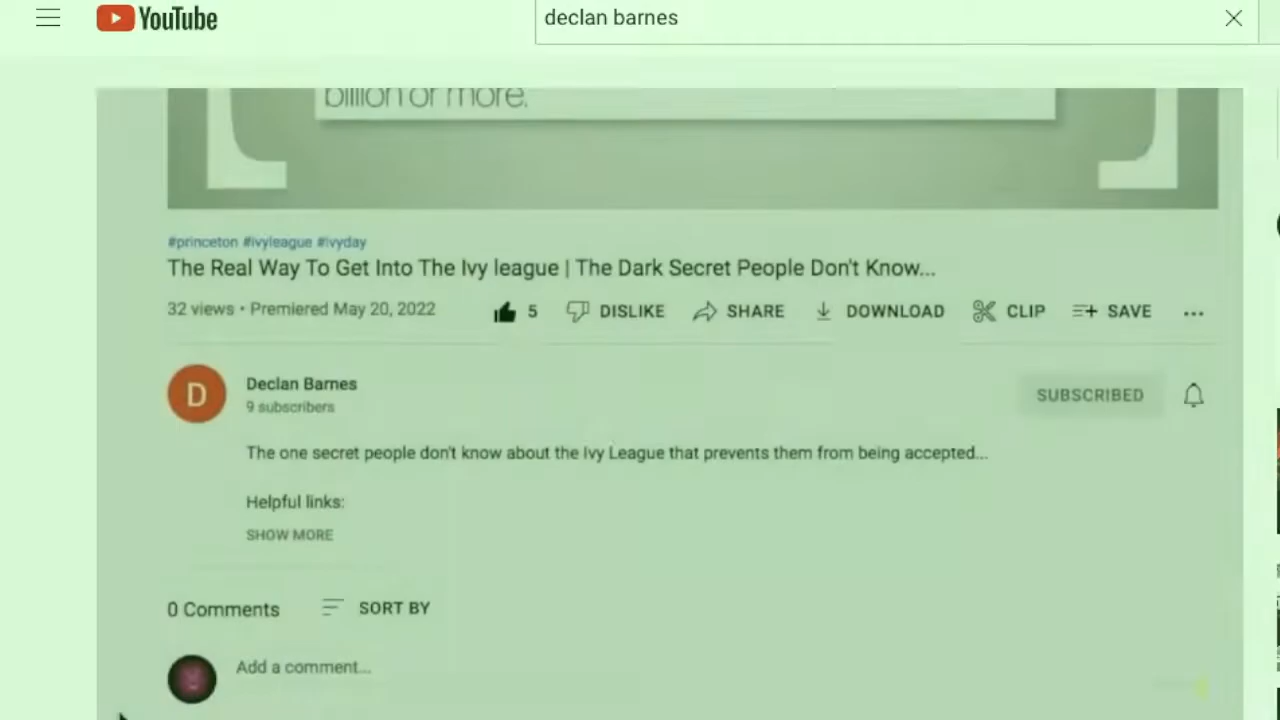 YouTube
declan barnes
billion or more.
#princeton #ivyleague #ivyday
The Real Way To Get Into The Ivy league | The Dark Secret People Don't Know...
32 views • Premiered May 20, 2022
5 DISLIKE SHARE DOWNLOAD CLIP SAVE ...
D
Declan Barnes
9 subscribers
SUBSCRIBED
The one secret people don't know about the Ivy League that prevents them from being accepted...
Helpful links:
SHOW MORE
0 Comments SORT BY
Add a comment...